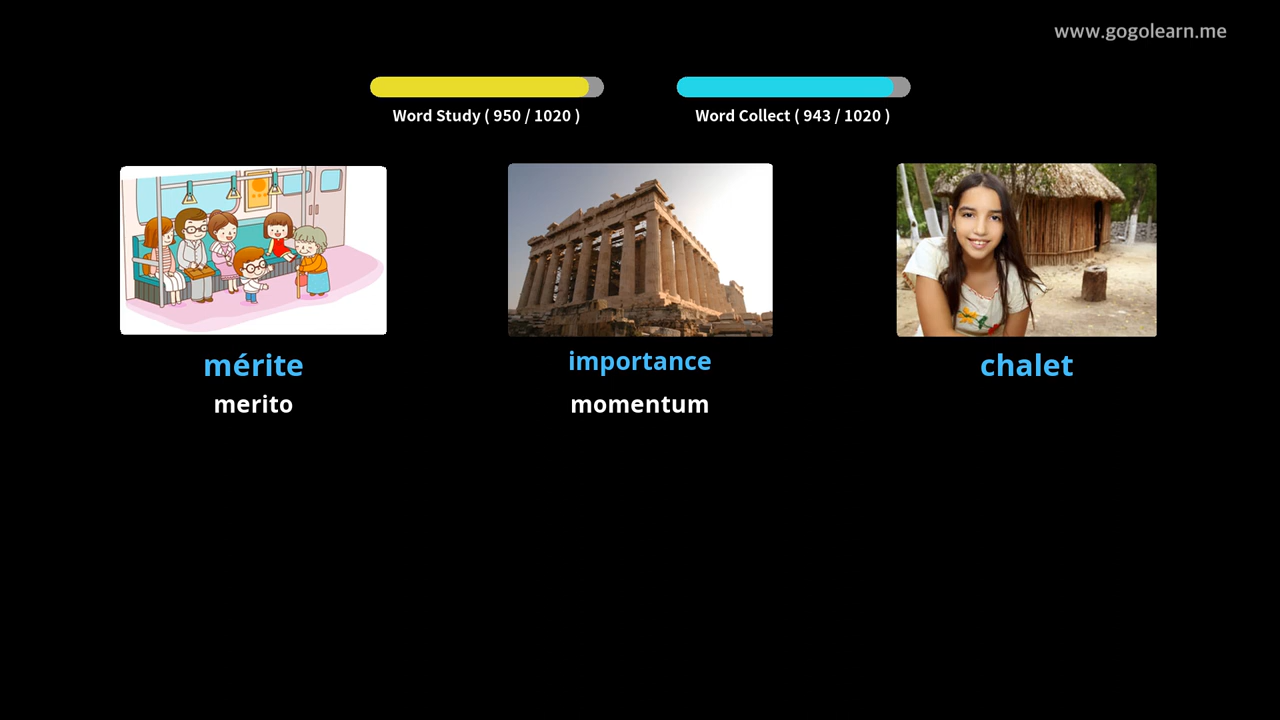 www.gogolearn.me
Word Study ( 950 / 1020 )
Word Collect ( 943 / 1020 )
mérite
merito
importance
momentum
chalet